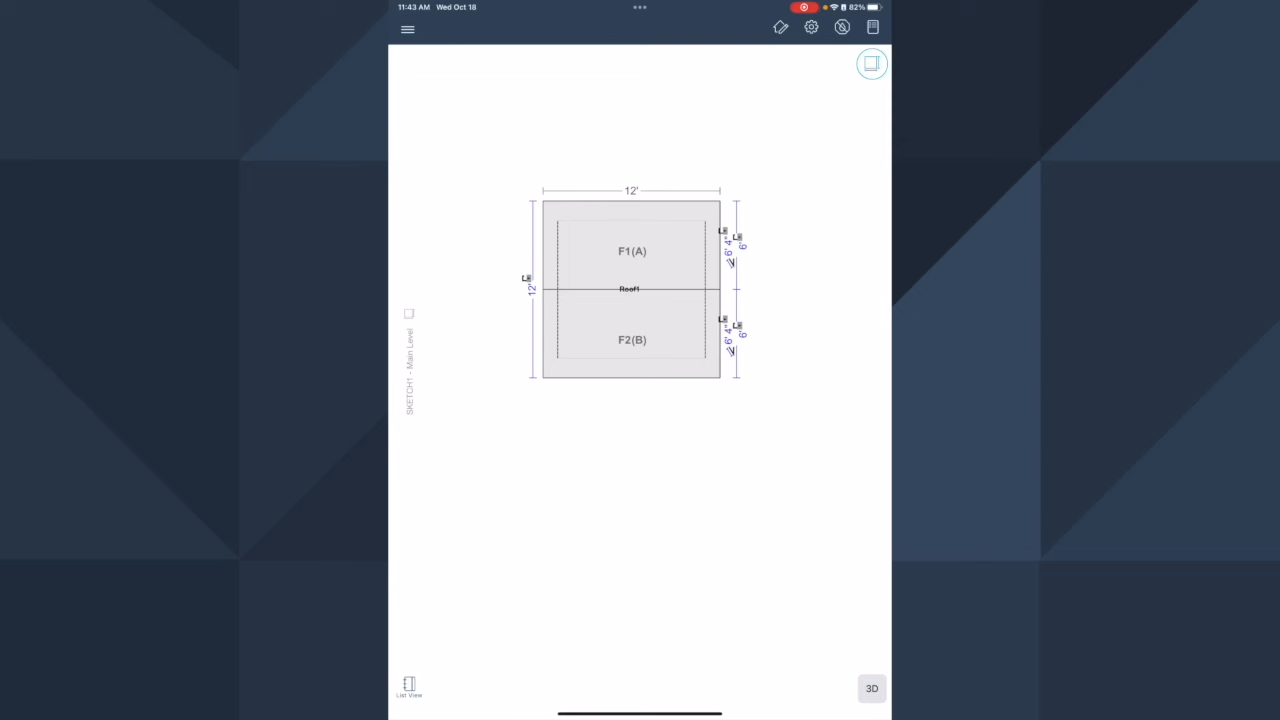 11:43 AM Wed Oct 18
82%
12'
F1(A)
6' 4"
6'
12'
Roof1
F2(B)
6' 4"
6'
SKETCH1 - Main Level
List View
3D